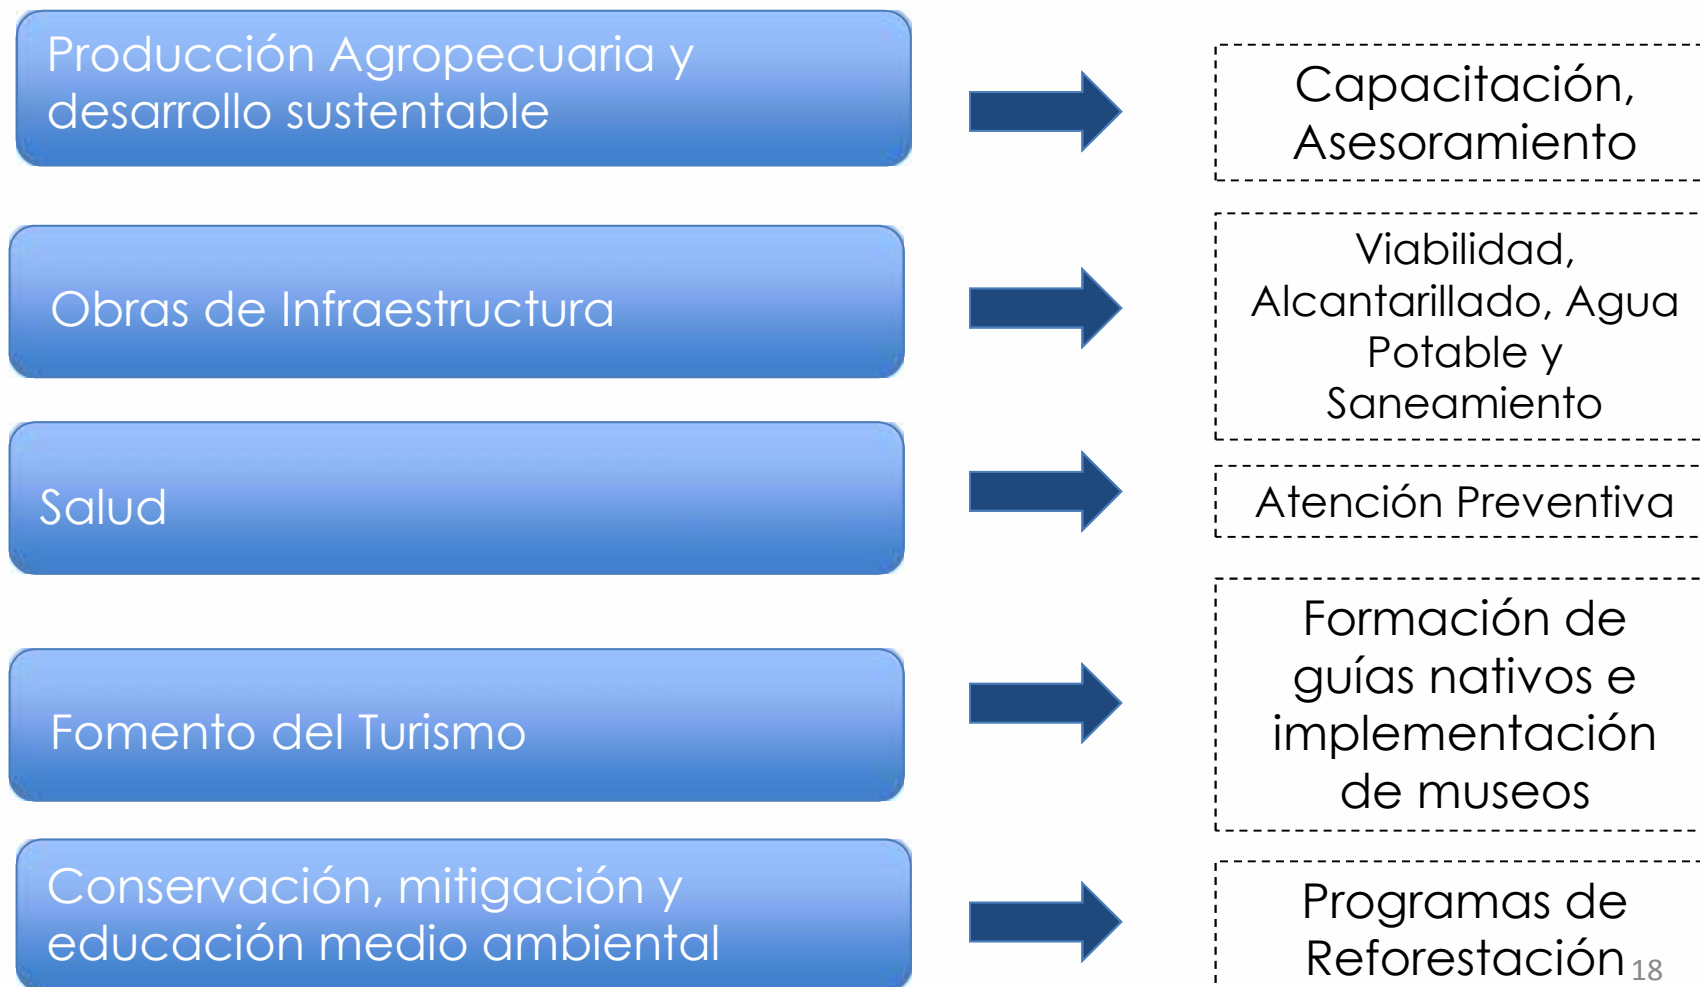 Producción Agropecuaria y
desarrollo sustentable
Capacitación,
Asesoramiento
Obras de Infraestructura
Viabilidad,
Alcantarillado, Agua
Potable y
Saneamiento
Salud
Atención Preventiva
Fomento del Turismo
Formación de
guías nativos e
implementación
de museos
Conservación, mitigación y
educación medio ambiental
Programas de
Reforestación
18